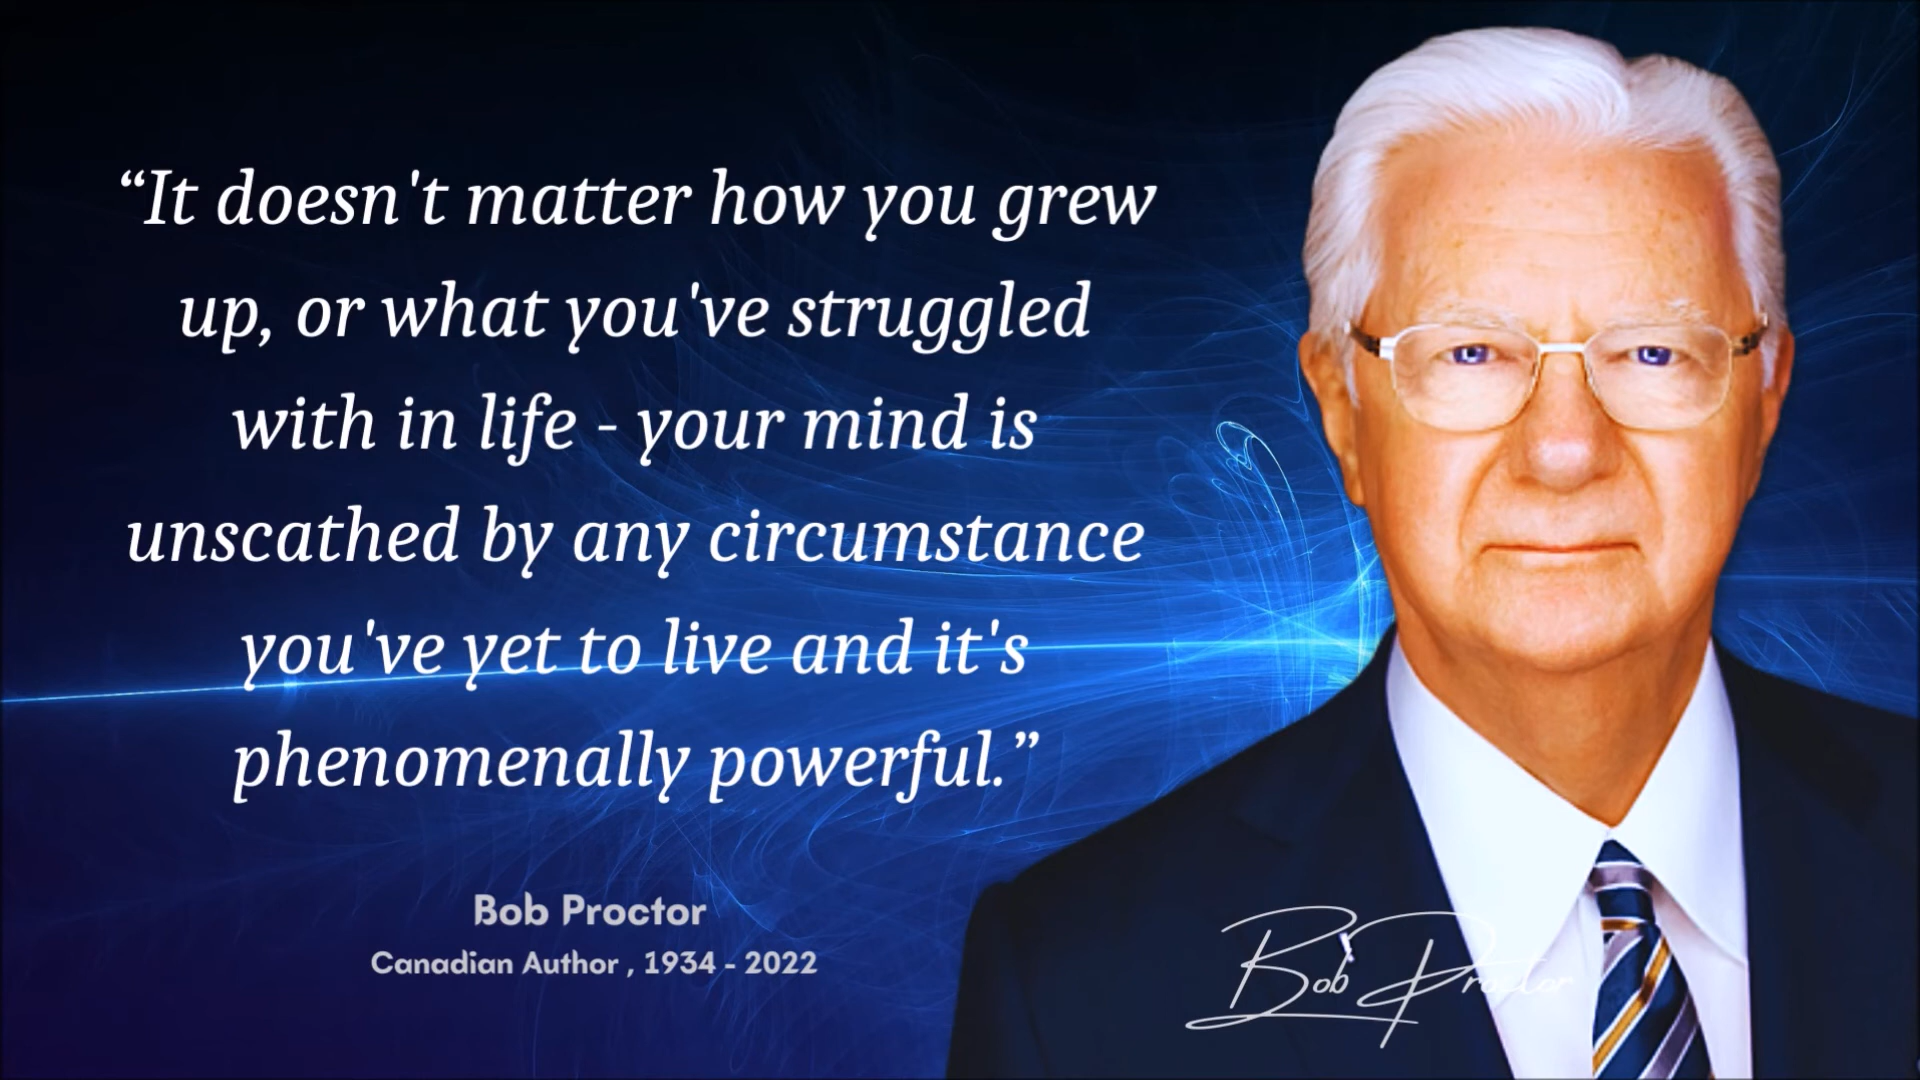 “It doesn't matter how you grew
up, or what you've struggled
with in life - your mind is
unscathed by any circumstance
you've yet to live and it's
phenomenally powerful.”
Bob Proctor
Canadian Author , 1934 - 2022
Bob Proctor